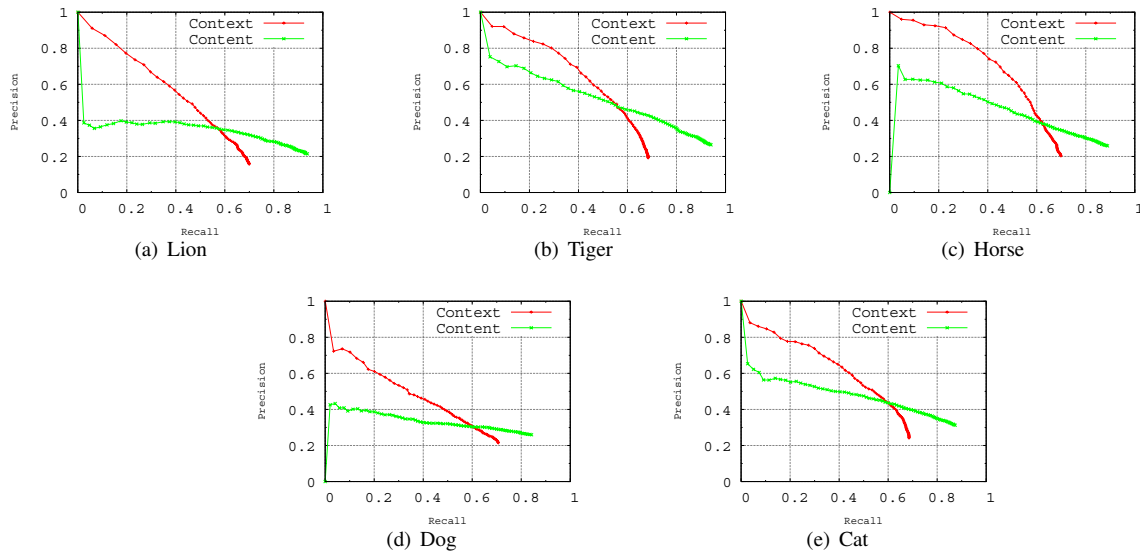 1
0.8
0.6
0.4
0.2
0
Precision
Context
Content
0 0.2 0.4 0.6 0.8 1
Recall
(a) Lion
1
0.8
0.6
0.4
0.2
0
Precision
Context
Content
0 0.2 0.4 0.6 0.8 1
Recall
(b) Tiger
1
0.8
0.6
0.4
0.2
0
Precision
Context
Content
0 0.2 0.4 0.6 0.8 1
Recall
(c) Horse
1
0.8
0.6
0.4
0.2
0
Precision
Context
Content
0 0.2 0.4 0.6 0.8 1
Recall
(d) Dog
1
0.8
0.6
0.4
0.2
0
Precision
Context
Content
0 0.2 0.4 0.6 0.8 1
Recall
(e) Cat